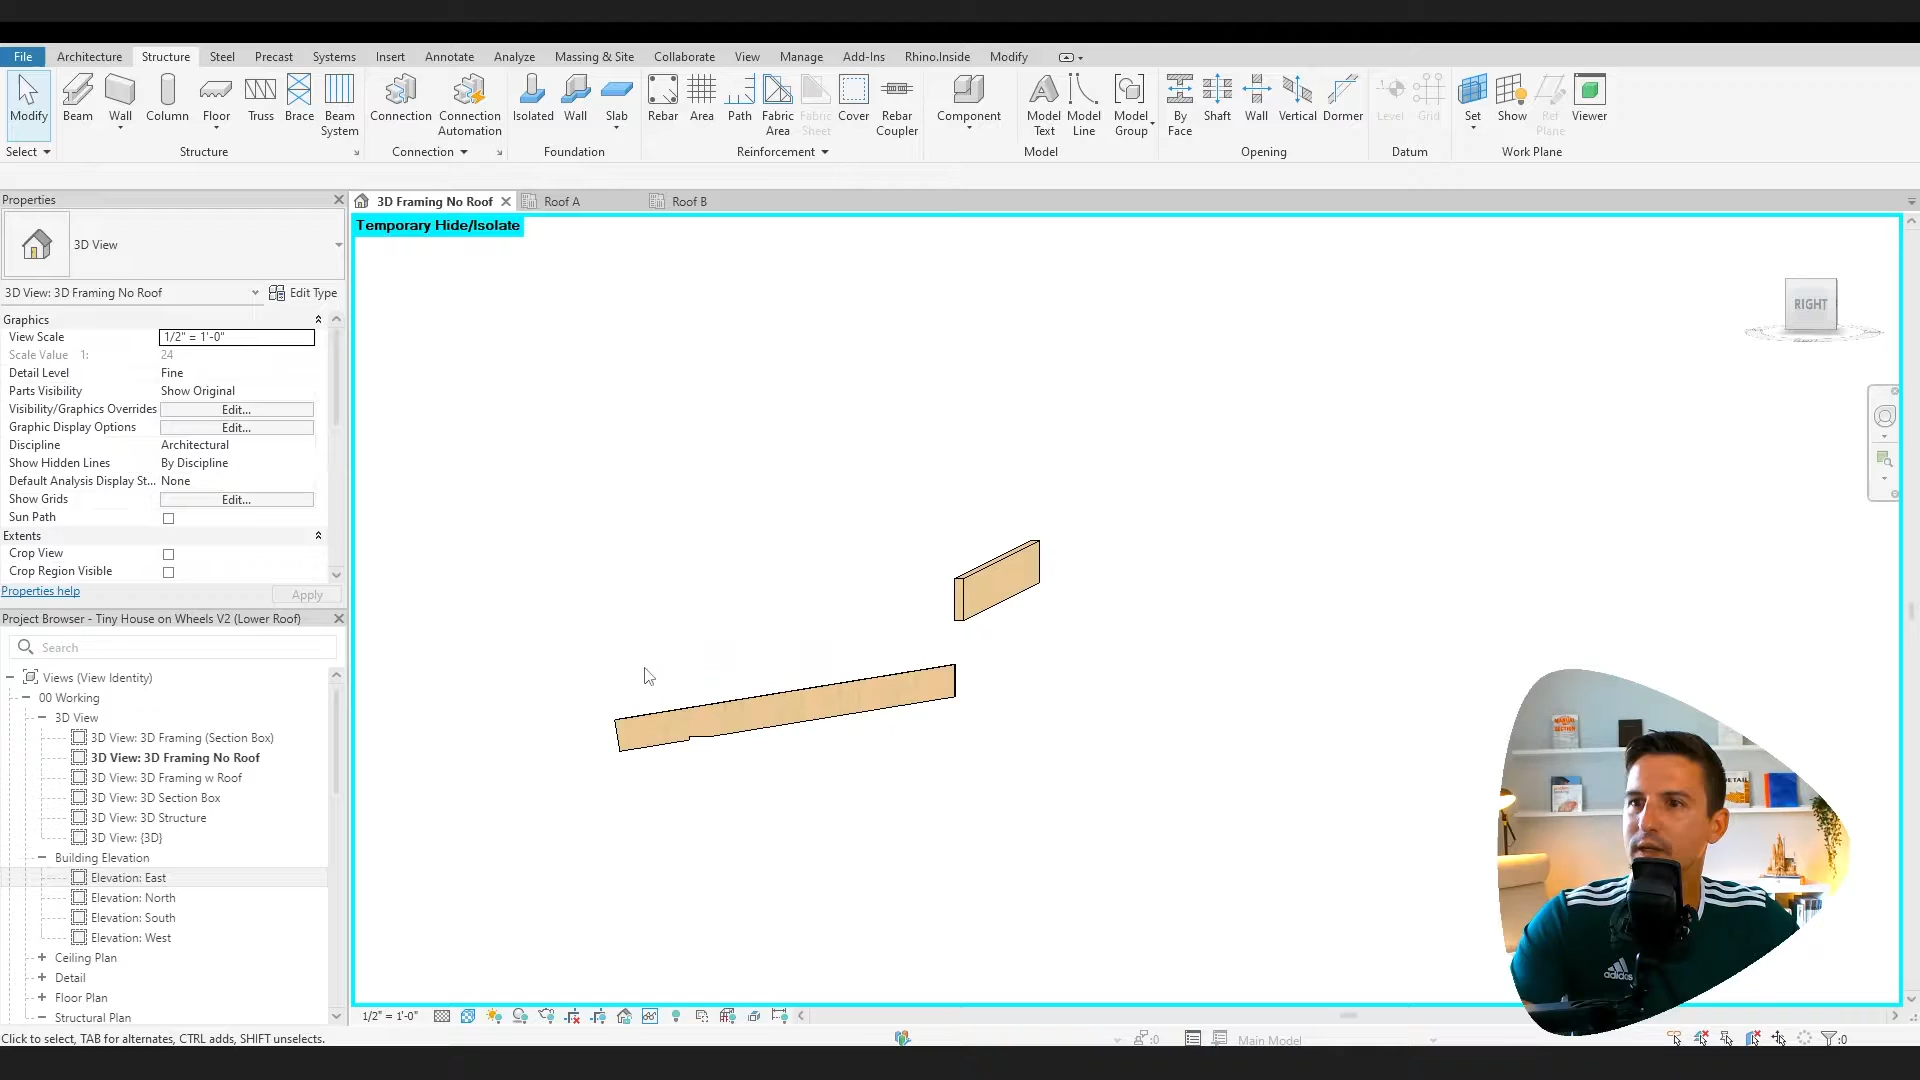 File Architecture Structure Steel Precast Systems Insert Annotate Analyze Massing & Site Collaborate View Manage Add-Ins Rhino.Inside Modify
Modify Beam Wall Column Floor Truss Brace Beam System Connection Connection Automation Isolated Wall Slab Rebar Area Path Fabric Area Fabric Sheet Cover Rebar Coupler Component Model Text Model Line Model Group By Face Shaft Wall Vertical Dormer Level Grid Set Show Ref Plane Viewer
Select Structure Connection Foundation Reinforcement Model Opening Datum Work Plane
Properties
3D Framing No Roof Roof A Roof B
Temporary Hide/Isolate
3D View
RIGHT
3D View: 3D Framing No Roof Edit Type
Graphics
View Scale 1/2" = 1'-0"
Scale Value 1: 24
Detail Level Fine
Parts Visibility Show Original
Visibility/Graphics Overrides Edit...
Graphic Display Options Edit...
Discipline Architectural
Show Hidden Lines By Discipline
Default Analysis Display St... None
Show Grids Edit...
Sun Path
Extents
Crop View
Crop Region Visible
Properties help Apply
Project Browser - Tiny House on Wheels V2 (Lower Roof)
Search
Views (View Identity)
00 Working
3D View
3D View: 3D Framing (Section Box)
3D View: 3D Framing No Roof
3D View: 3D Framing w Roof
3D View: 3D Section Box
3D View: 3D Structure
3D View: {3D}
Building Elevation
Elevation: East
Elevation: North
Elevation: South
Elevation: West
Ceiling Plan
Detail
Floor Plan
Structural Plan
adidas
1/2" = 1'-0"
Click to select, TAB for alternates, CTRL adds, SHIFT unselects.
:0
Main Model
:0